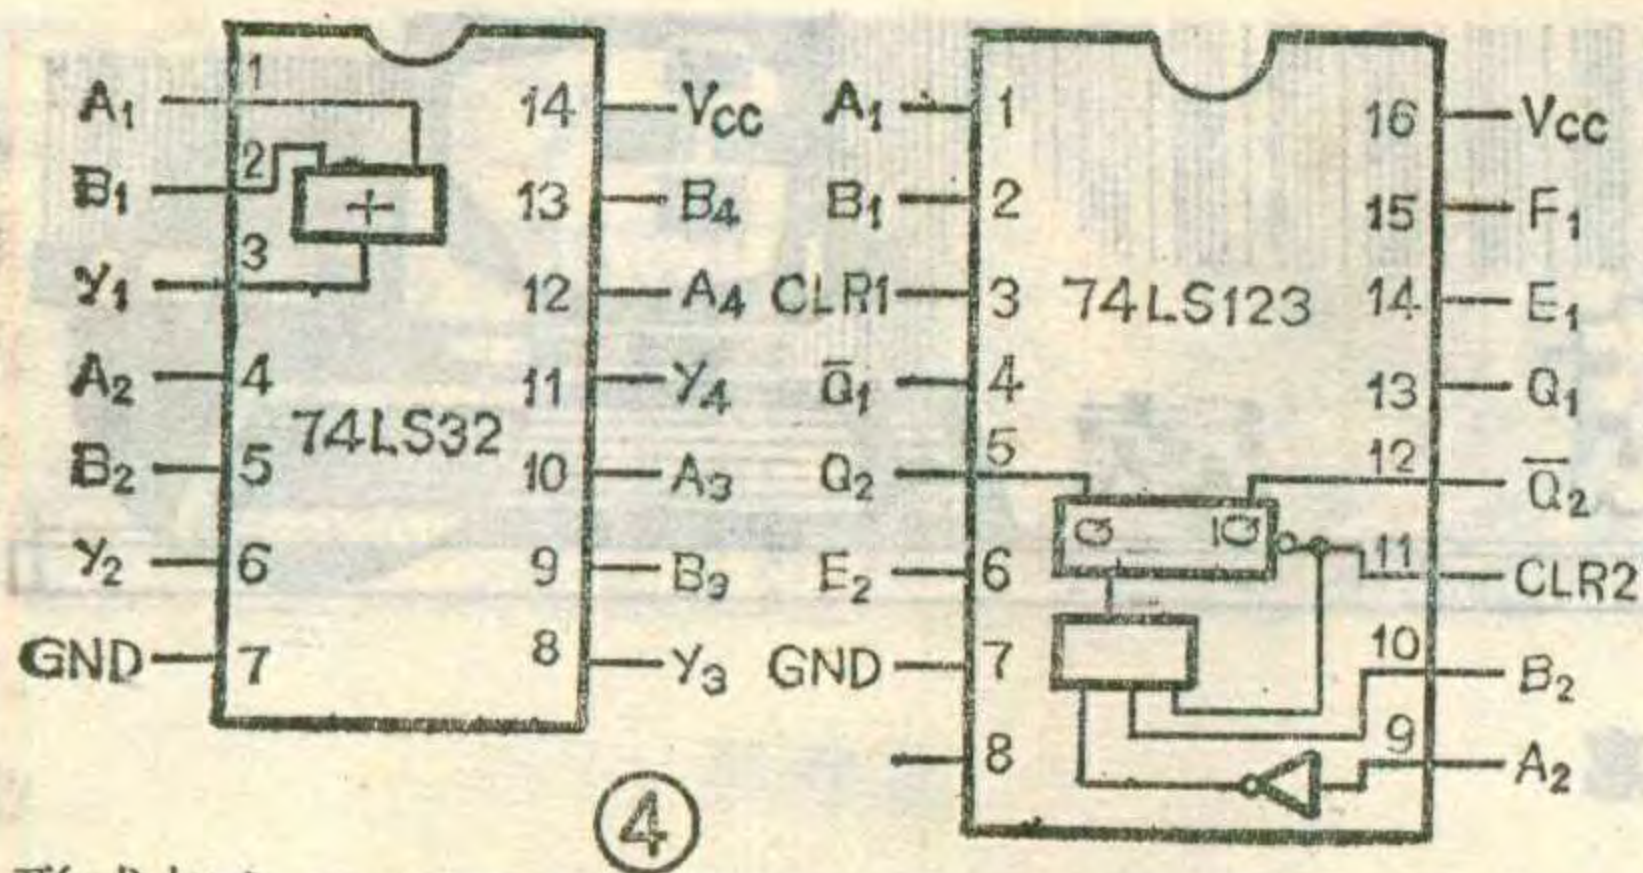 A₁ 1 14 Vcc
B₁ 2 13 B₄
+
Y₁ 3 12 A₄
A₂ 4 11 Y₄
74LS32
B₂ 5 10 A₃
Y₂ 6 9 B₃
GND 7 8 Y₃
A₁ 1 16 Vcc
B₁ 2 15 F₁
CLR1 3 74LS123 14 E₁
Q̅₁ 4 13 Q₁
Q₂ 5 12 Q̅₂
Q Q̅
E₂ 6 11 CLR2
GND 7 10 B₂
8 9 A₂
④